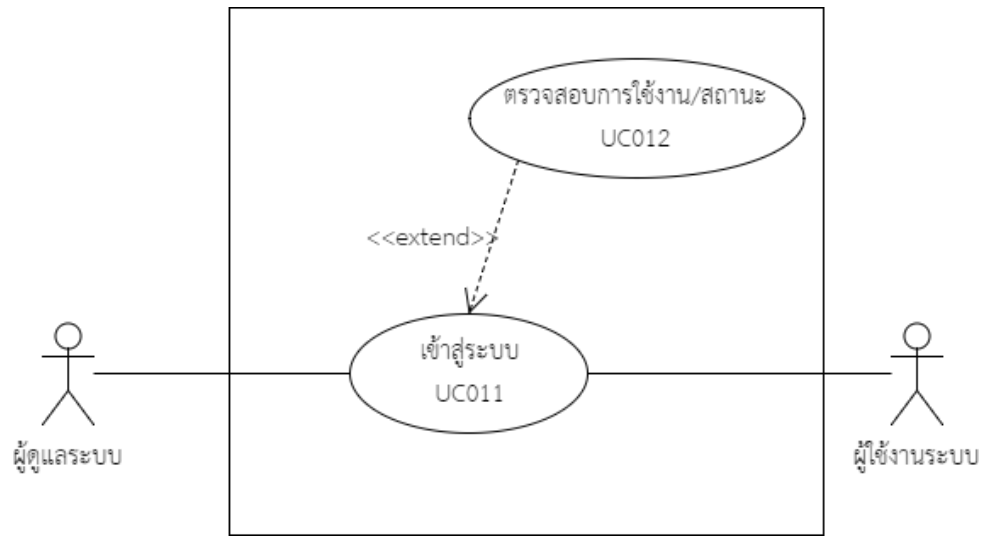 ตรวจสอบการใช้งาน/สถานะ
UC012
<<extend>>
เข้าสู่ระบบ
UC011
ผู้ดูแลระบบ
ผู้ใช้งานระบบ